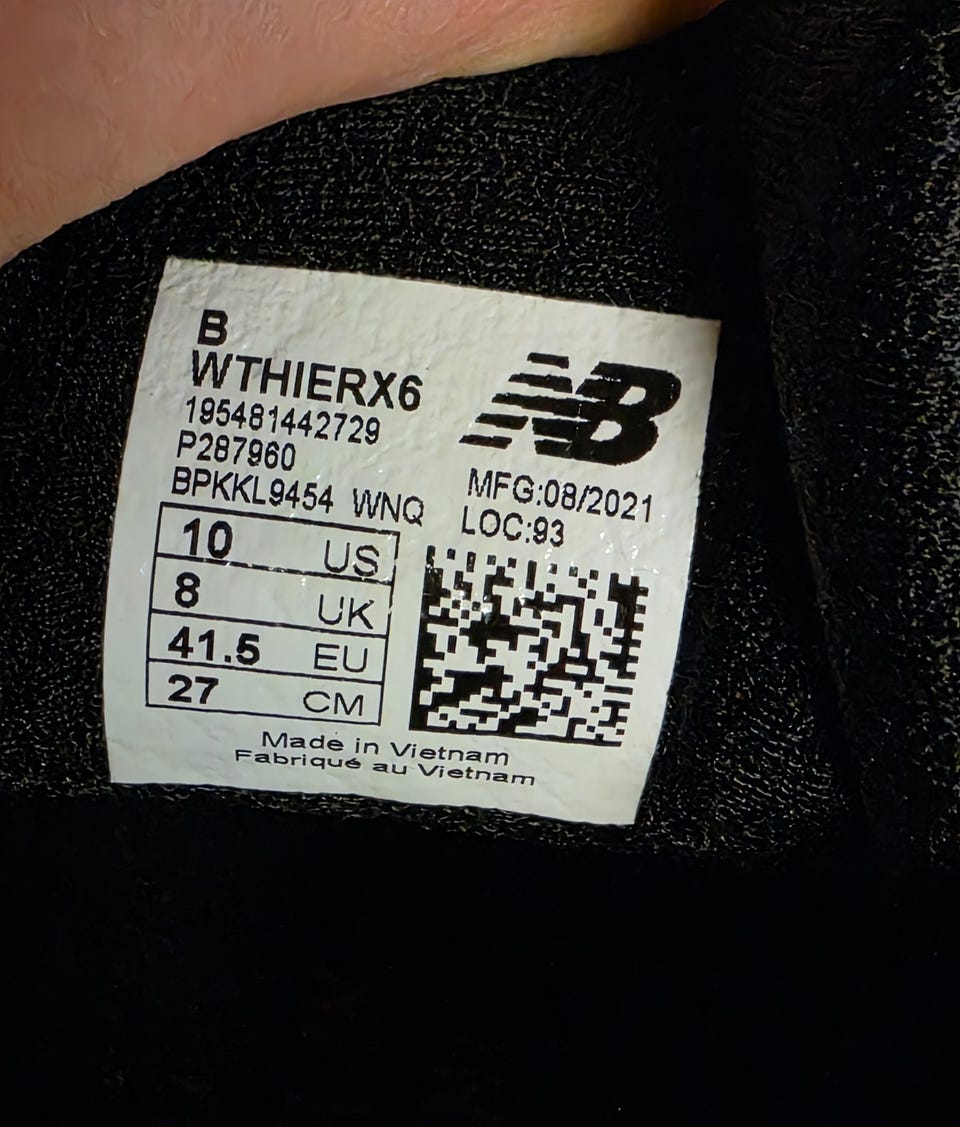 B
WTHIERX6
195481442729
P287960
BPKKL9454 WNQ
NB
MFG:08/2021
LOC:93
10 US
8 UK
41.5 EU
27 CM
Made in Vietnam
Fabriqué au Vietnam